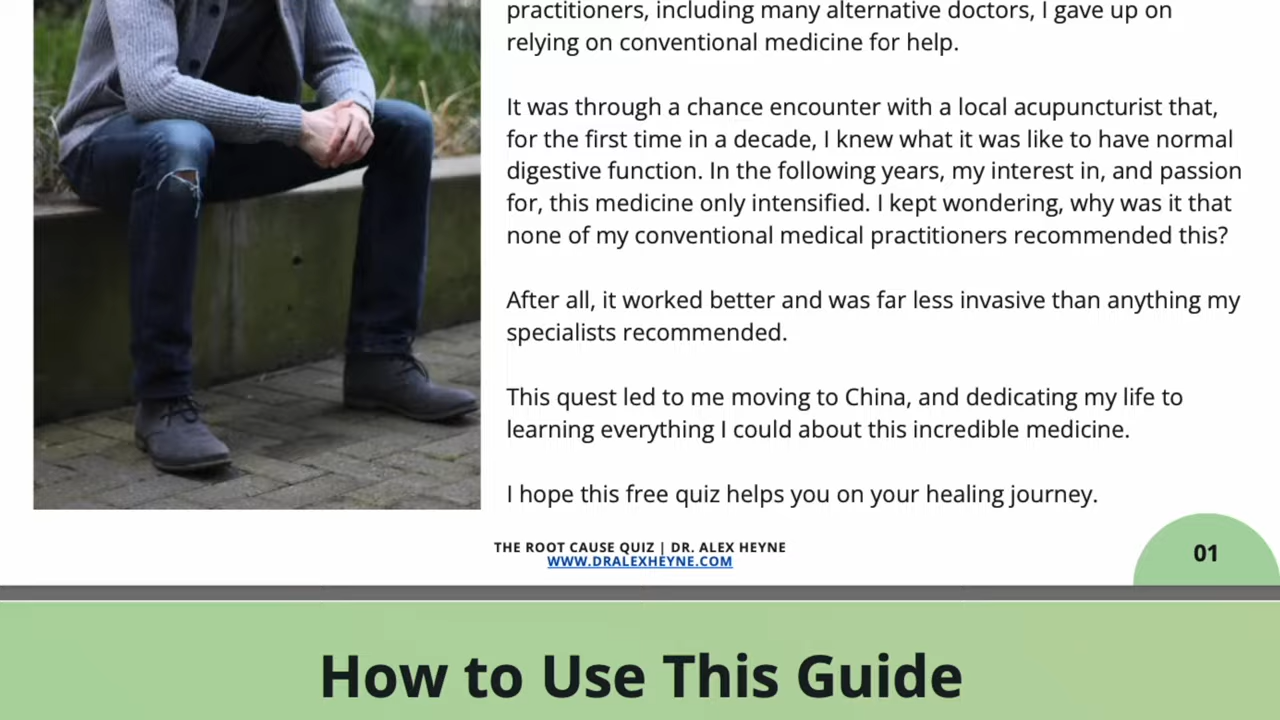 practitioners, including many alternative doctors, I gave up on
relying on conventional medicine for help.
It was through a chance encounter with a local acupuncturist that,
for the first time in a decade, I knew what it was like to have normal
digestive function. In the following years, my interest in, and passion
for, this medicine only intensified. I kept wondering, why was it that
none of my conventional medical practitioners recommended this?
After all, it worked better and was far less invasive than anything my
specialists recommended.
This quest led to me moving to China, and dedicating my life to
learning everything I could about this incredible medicine.
I hope this free quiz helps you on your healing journey.
THE ROOT CAUSE QUIZ | DR. ALEX HEYNE
WWW.DRALEXHEYNE.COM
01
How to Use This Guide